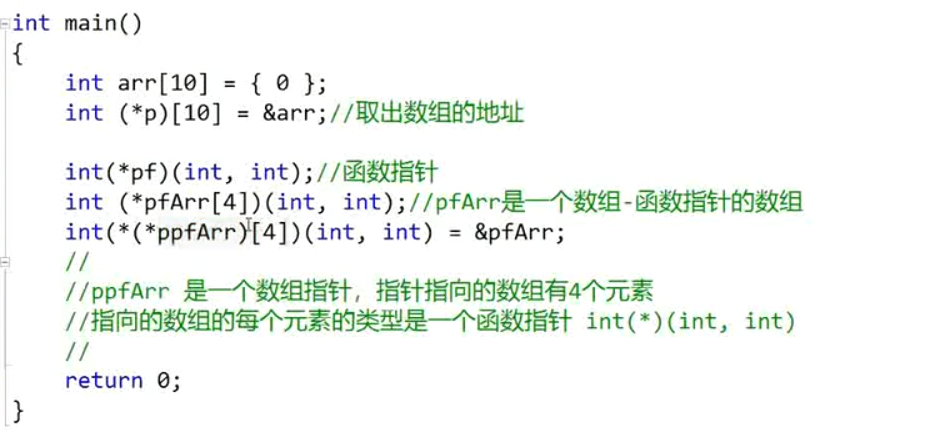 int main()
{
int arr[10] = { 0 };
int (*p)[10] = &arr;//取出数组的地址
int(*pf)(int, int);//函数指针
int (*pfArr[4])(int, int);//pfArr是一个数组-函数指针的数组
int(*(*ppfArr)[4])(int, int) = &pfArr;
//
//ppfArr 是一个数组指针，指针指向的数组有4个元素
//指向的数组的每个元素的类型是一个函数指针 int(*)(int, int)
//
return 0;
}